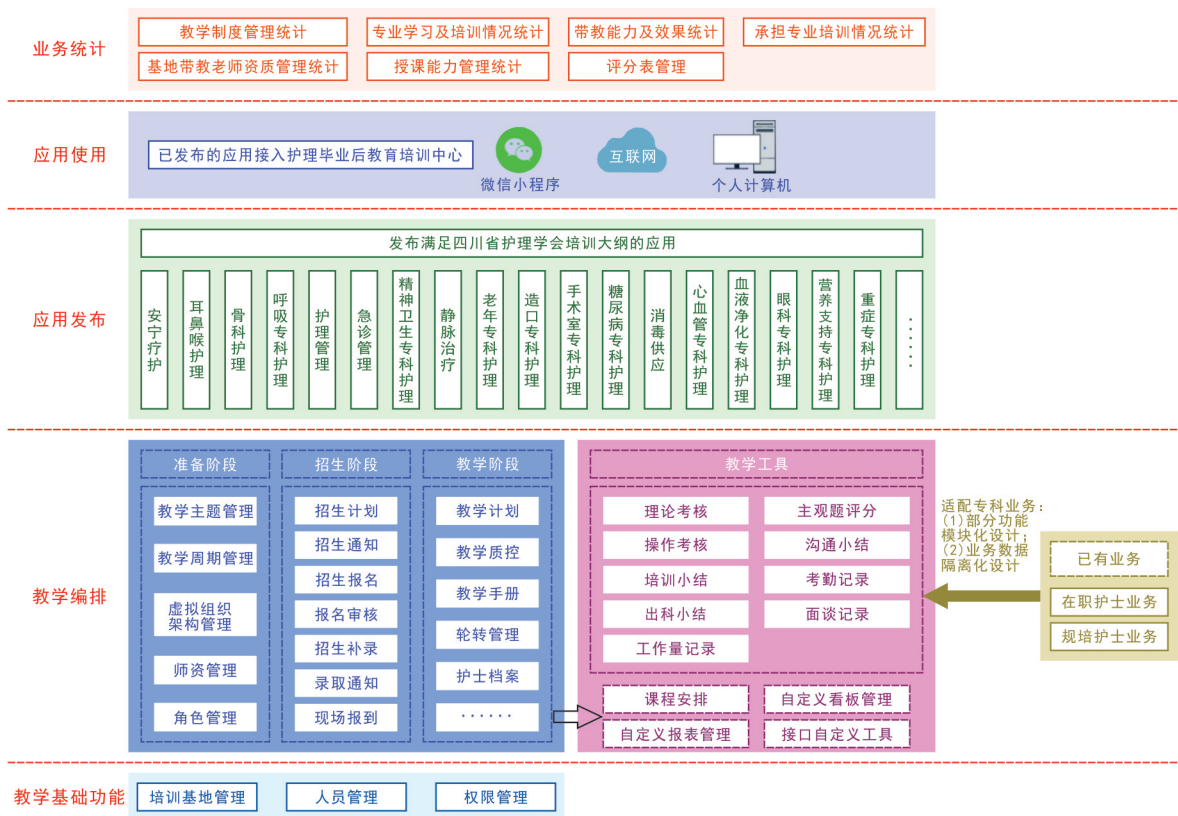 业务统计
教学制度管理统计
专业学习及培训情况统计
带教能力及效果统计
承担专业培训情况统计
基地带教老师资质管理统计
授课能力管理统计
评分表管理
应用使用
已发布的应用接入护理毕业后教育培训中心
微信小程序
互联网
个人计算机
应用发布
发布满足四川省护理学会培训大纲的应用
安宁疗护
耳鼻喉护理
骨科护理
呼吸专科护理
护理管理
急诊管理
精神卫生专科护理
静脉治疗
老年专科护理
造口专科护理
手术室专科护理
糖尿病专科护理
消毒供应
心血管专科护理
血液净化专科护理
眼科专科护理
营养支持专科护理
重症专科护理
······
教学编排
准备阶段
教学主题管理
教学周期管理
虚拟组织
架构管理
师资管理
角色管理
招生阶段
招生计划
招生通知
招生报名
报名审核
招生补录
录取通知
现场报到
教学阶段
教学计划
教学质控
教学手册
轮转管理
护士档案
······
教学工具
理论考核
主观题评分
操作考核
沟通小结
培训小结
考勤记录
出科小结
面谈记录
工作量记录
课程安排
自定义看板管理
自定义报表管理
接口自定义工具
适配专科业务：
(1)部分功能
模块化设计；
(2)业务数据
隔离化设计
已有业务
在职护士业务
规培护士业务
教学基础功能
培训基地管理
人员管理
权限管理